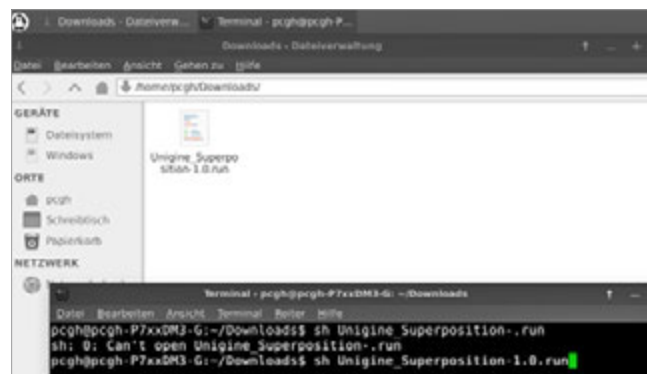 Downloads - Dateiverw...
Terminal - pcgh@pcgh-P...
Downloads - Dateiverwaltung
Datei Bearbeiten Ansicht Gehen zu Hilfe
/home/pcgh/Downloads/
GERÄTE
Dateisystem
Windows
ORTE
pcgh
Schreibtisch
Papierkorb
NETZWERK
Unigine_Superpo
sition-1.0.run
Terminal - pcgh@pcgh-P7xxDM3-G: ~/Downloads
Datei Bearbeiten Ansicht Terminal Reiter Hilfe
pcgh@pcgh-P7xxDM3-G:~/Downloads$ sh Unigine_Superposition-.run
sh: 0: Can't open Unigine_Superposition-.run
pcgh@pcgh-P7xxDM3-G:~/Downloads$ sh Unigine_Superposition-1.0.run